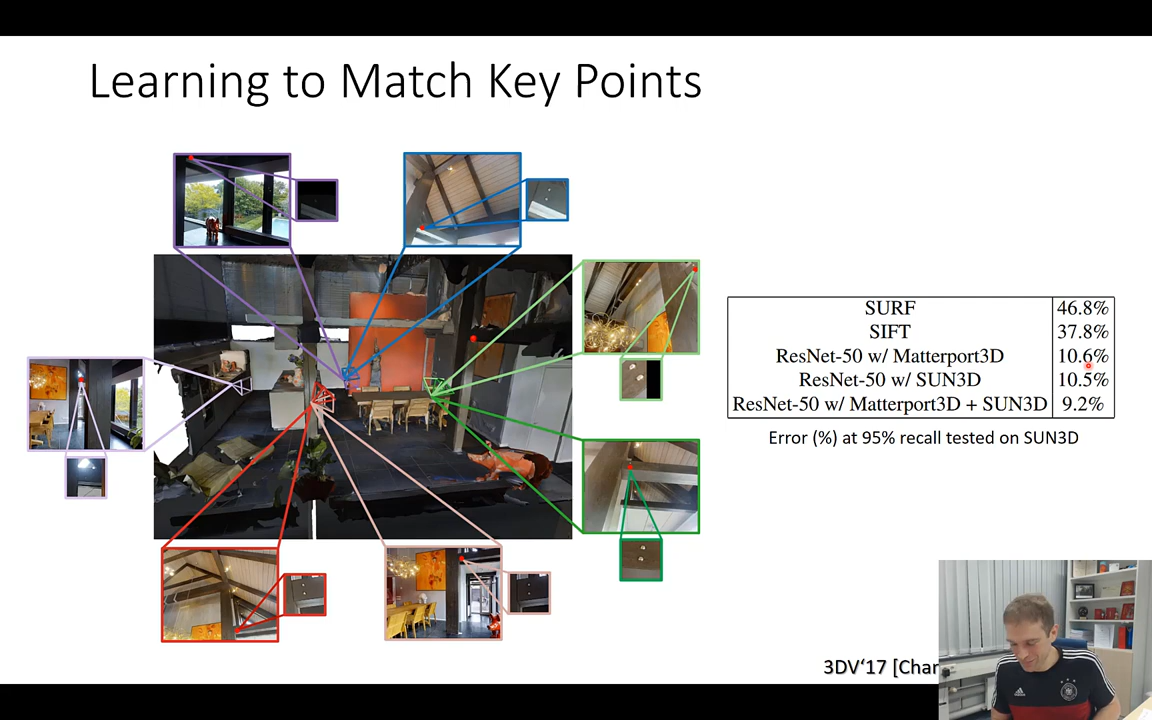 Learning to Match Key Points
SURF 46.8%
SIFT 37.8%
ResNet-50 w/ Matterport3D 10.6%
ResNet-50 w/ SUN3D 10.5%
ResNet-50 w/ Matterport3D + SUN3D 9.2%
Error (%) at 95% recall tested on SUN3D
3DV‘17 [Chan